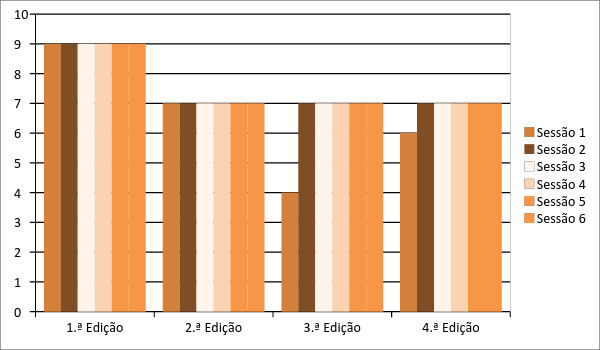 10
9
8
7
6
5
4
3
2
1
0
1.ª Edição 2.ª Edição 3.ª Edição 4.ª Edição
Sessão 1
Sessão 2
Sessão 3
Sessão 4
Sessão 5
Sessão 6